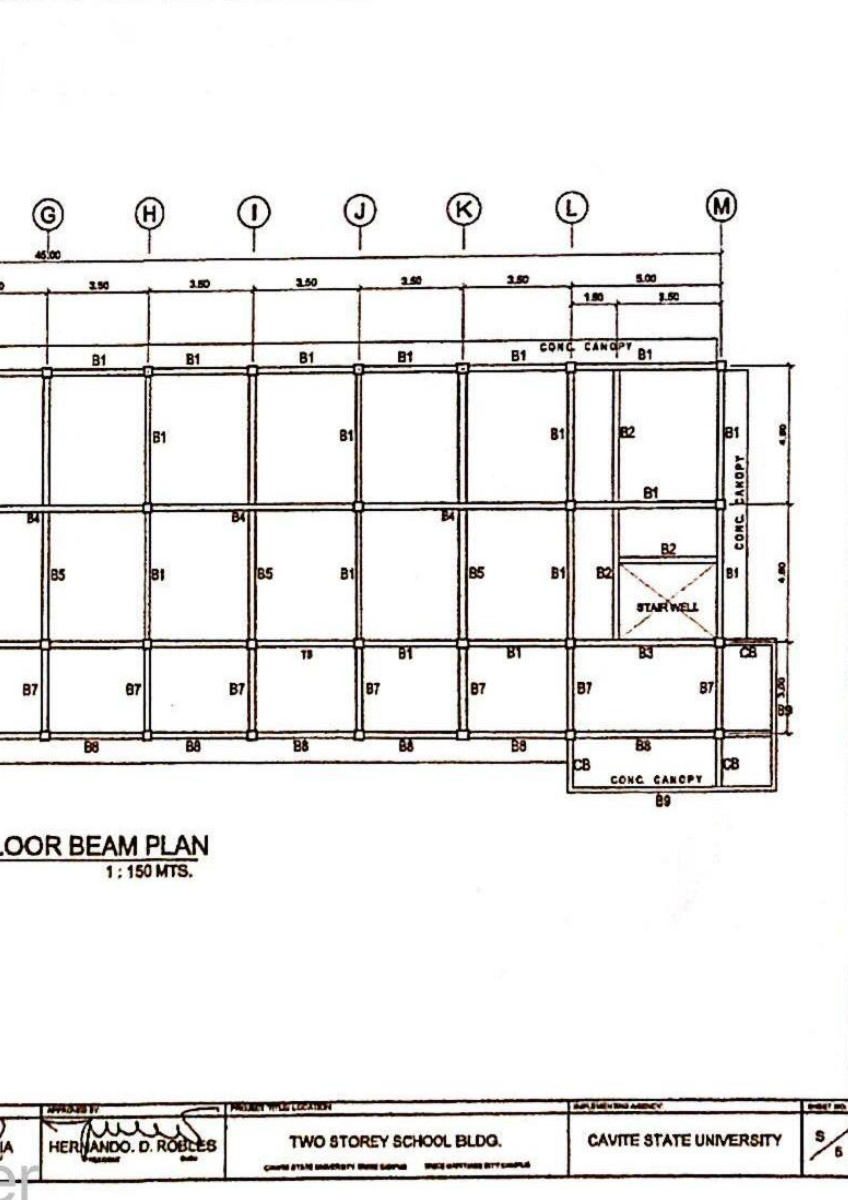 G H I J K L M
45.00
3.50 3.50 3.50 3.50 3.50 5.00
1.50 3.50
CONC. CANOPY
B1 B1 B1 B1 B1 B1
B1 B1 B1 B2 B1
4.80
CONC. CANOPY
B1
B4 B4 B4
B2
B5 B1 B5 B1 B5 B1 B2 B1
4.80
STAIR WELL
B1 B1 B3 CB
B7 B7 B7 B7 B7 B7 B7
3.00
B9
B8 B8 B8 B8 B8 B8
CB CB
CONC. CANOPY
B9
LOOR BEAM PLAN
1 : 150 MTS.
APPROVED BY
PROJECT TITLE LOCATION
IMPLEMENTING AGENCY
SHEET NO.
IA
HERNANDO. D. ROBLES
TWO STOREY SCHOOL BLDG.
CAVITE STATE UNIVERSITY
S
5
er